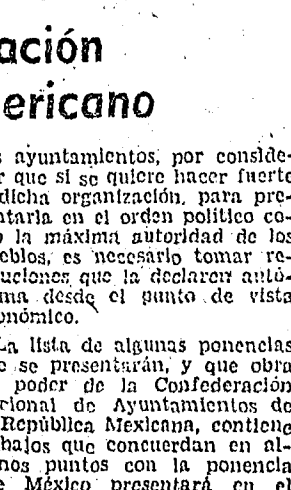 ación
ericano
s ayuntamientos, por conside-
r que si se quiere hacer fuerte
dicha organización, para pre-
ntarla en el orden político co-
o la máxima autoridad de los
eblos, es necesario tomar re-
uciones que la declaren autó-
ma desde el punto de vista
onómico.
La lista de algunas ponencias
e se presentarán, y que obra
poder de la Confederación
cional de Ayuntamientos de
República Mexicana, contiene
bajos que concuerdan en al-
nos puntos con la ponencia
e México presentará en el